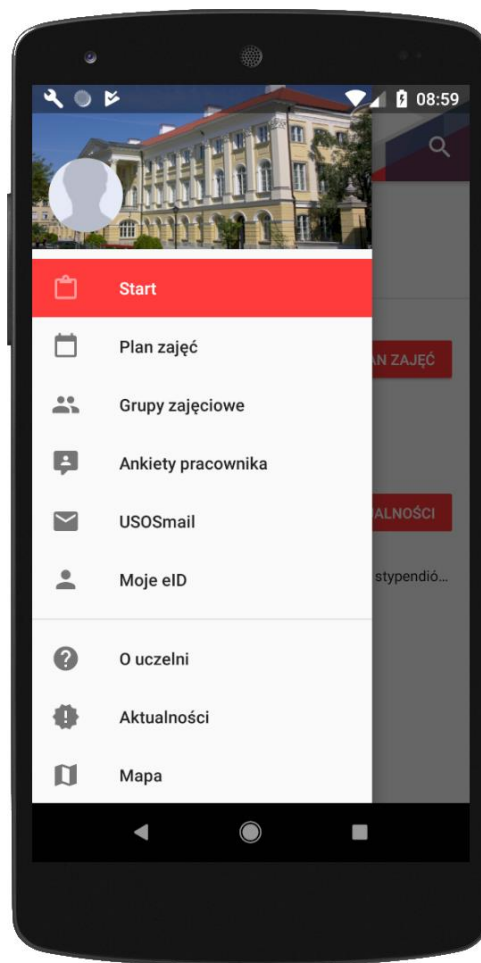 08:59
Start
Plan zajęć
AN ZAJĘĆ
Grupy zajęciowe
Ankiety pracownika
USOSmail
ALNOŚCI
Moje eID
stypendió...
O uczelni
Aktualności
Mapa